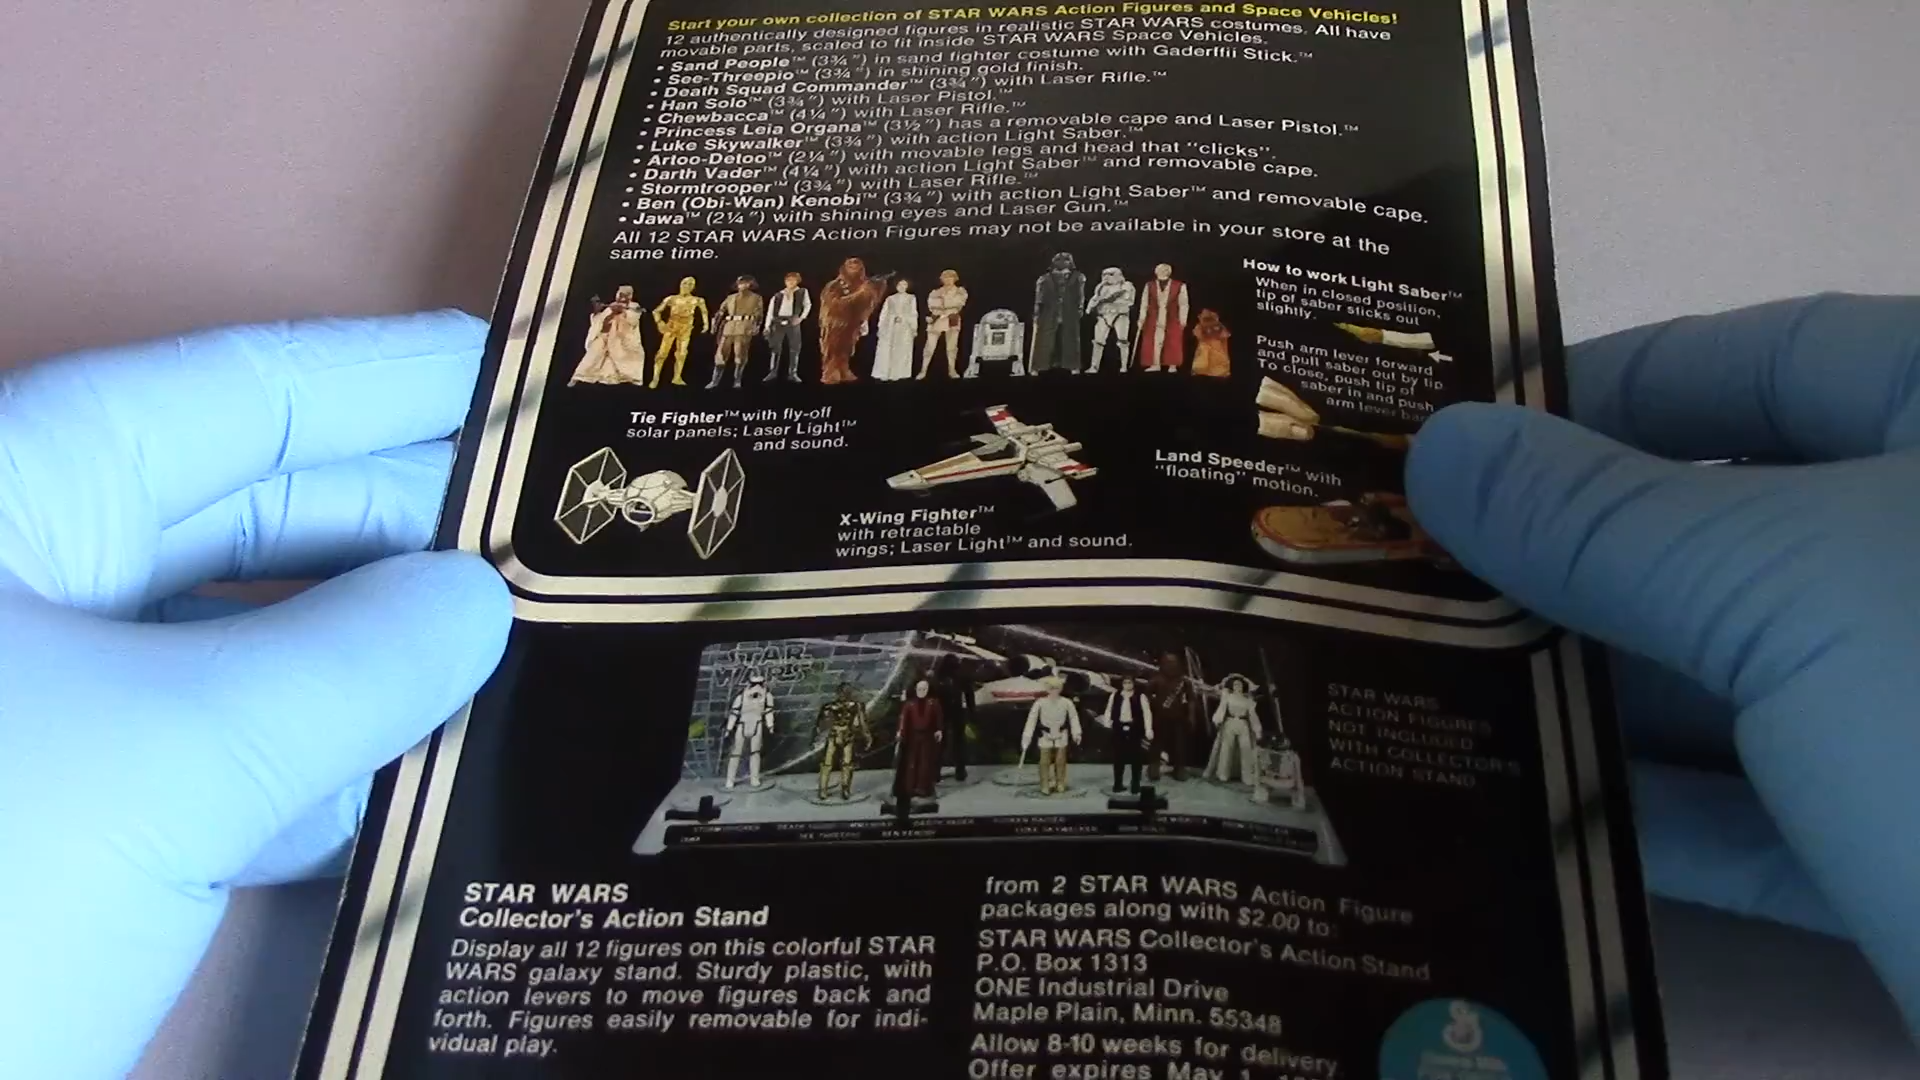 Start your own collection of STAR WARS Action Figures and Space Vehicles!
12 authentically designed figures in realistic STAR WARS costumes. All have
movable parts, scaled to fit inside STAR WARS Space Vehicles.
• Sand People™ (3¾") in sand fighter costume with Gaderffii Stick.™
• See-Threepio™ (3¾") in shining gold finish.
• Death Squad Commander™ (3¾") with Laser Rifle.™
• Han Solo™ (3¾") with Laser Pistol.™
• Chewbacca™ (4¼") with Laser Rifle.™
• Princess Leia Organa™ (3½") has a removable cape and Laser Pistol.™
• Luke Skywalker™ (3¾") with action Light Saber.™
• Artoo-Detoo™ (2¼") with movable legs and head that "clicks".
• Darth Vader™ (4¼") with action Light Saber™ and removable cape.
• Stormtrooper™ (3¾") with Laser Rifle.™
• Ben (Obi-Wan) Kenobi™ (3¾") with action Light Saber™ and removable cape.
• Jawa™ (2¼") with shining eyes and Laser Gun.™
All 12 STAR WARS Action Figures may not be available in your store at the
same time.
How to work Light Saber™
When in closed position,
tip of saber sticks out
slightly.
Push arm lever forward
and pull saber out by tip.
To close, push tip of
saber in and push
arm lever
Tie Fighter™ with fly-off
solar panels; Laser Light™
and sound.
X-Wing Fighter™
with retractable
wings; Laser Light™ and sound.
Land Speeder™ with
"floating" motion.
STAR WARS
STAR WARS
ACTION FIGURES
NOT INCLUDED
WITH COLLECTOR'S
ACTION STAND.
STAR WARS
Collector's Action Stand
Display all 12 figures on this colorful STAR
WARS galaxy stand. Sturdy plastic, with
action levers to move figures back and
forth. Figures easily removable for indi-
vidual play.
from 2 STAR WARS Action Figure
packages along with $2.00 to:
STAR WARS Collector's Action Stand
P.O. Box 1313
ONE Industrial Drive
Maple Plain, Minn. 55348
Allow 8-10 weeks for delivery.
Offer expires May 1,